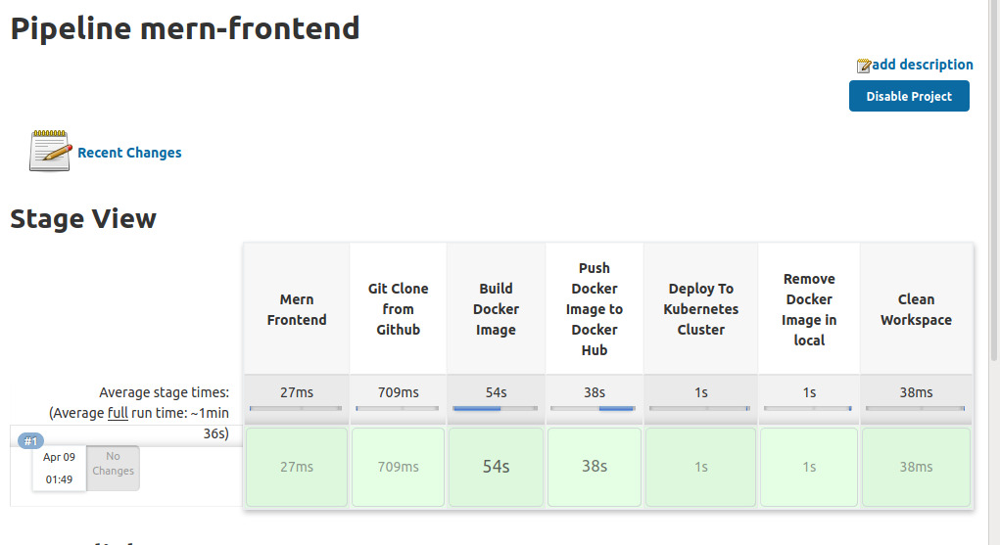 Pipeline mern-frontend
add description
Disable Project
Recent Changes
Stage View
Mern
Frontend
Git Clone
from
Github
Build
Docker
Image
Push
Docker
Image to
Docker
Hub
Deploy To
Kubernetes
Cluster
Remove
Docker
Image in
local
Clean
Workspace
Average stage times:
(Average full run time: ~1min
36s)
27ms
709ms
54s
38s
1s
1s
38ms
#1
Apr 09
01:49
No
Changes
27ms
709ms
54s
38s
1s
1s
38ms